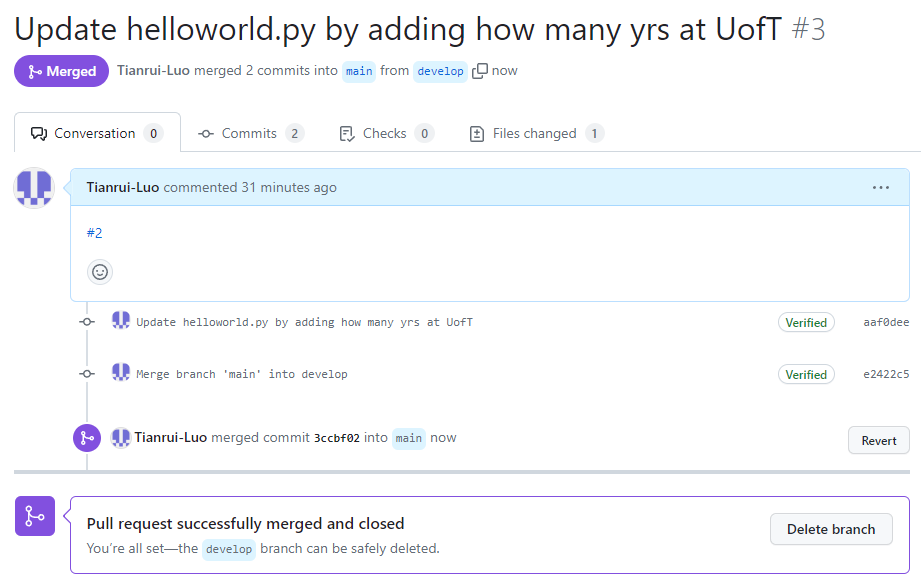 Update helloworld.py by adding how many yrs at UofT #3
Merged Tianrui-Luo merged 2 commits into main from develop now
Conversation 0 Commits 2 Checks 0 Files changed 1
Tianrui-Luo commented 31 minutes ago
#2
Update helloworld.py by adding how many yrs at UofT Verified aaf0dee
Merge branch 'main' into develop Verified e2422c5
Tianrui-Luo merged commit 3ccbf02 into main now Revert
Pull request successfully merged and closed
You’re all set—the develop branch can be safely deleted.
Delete branch